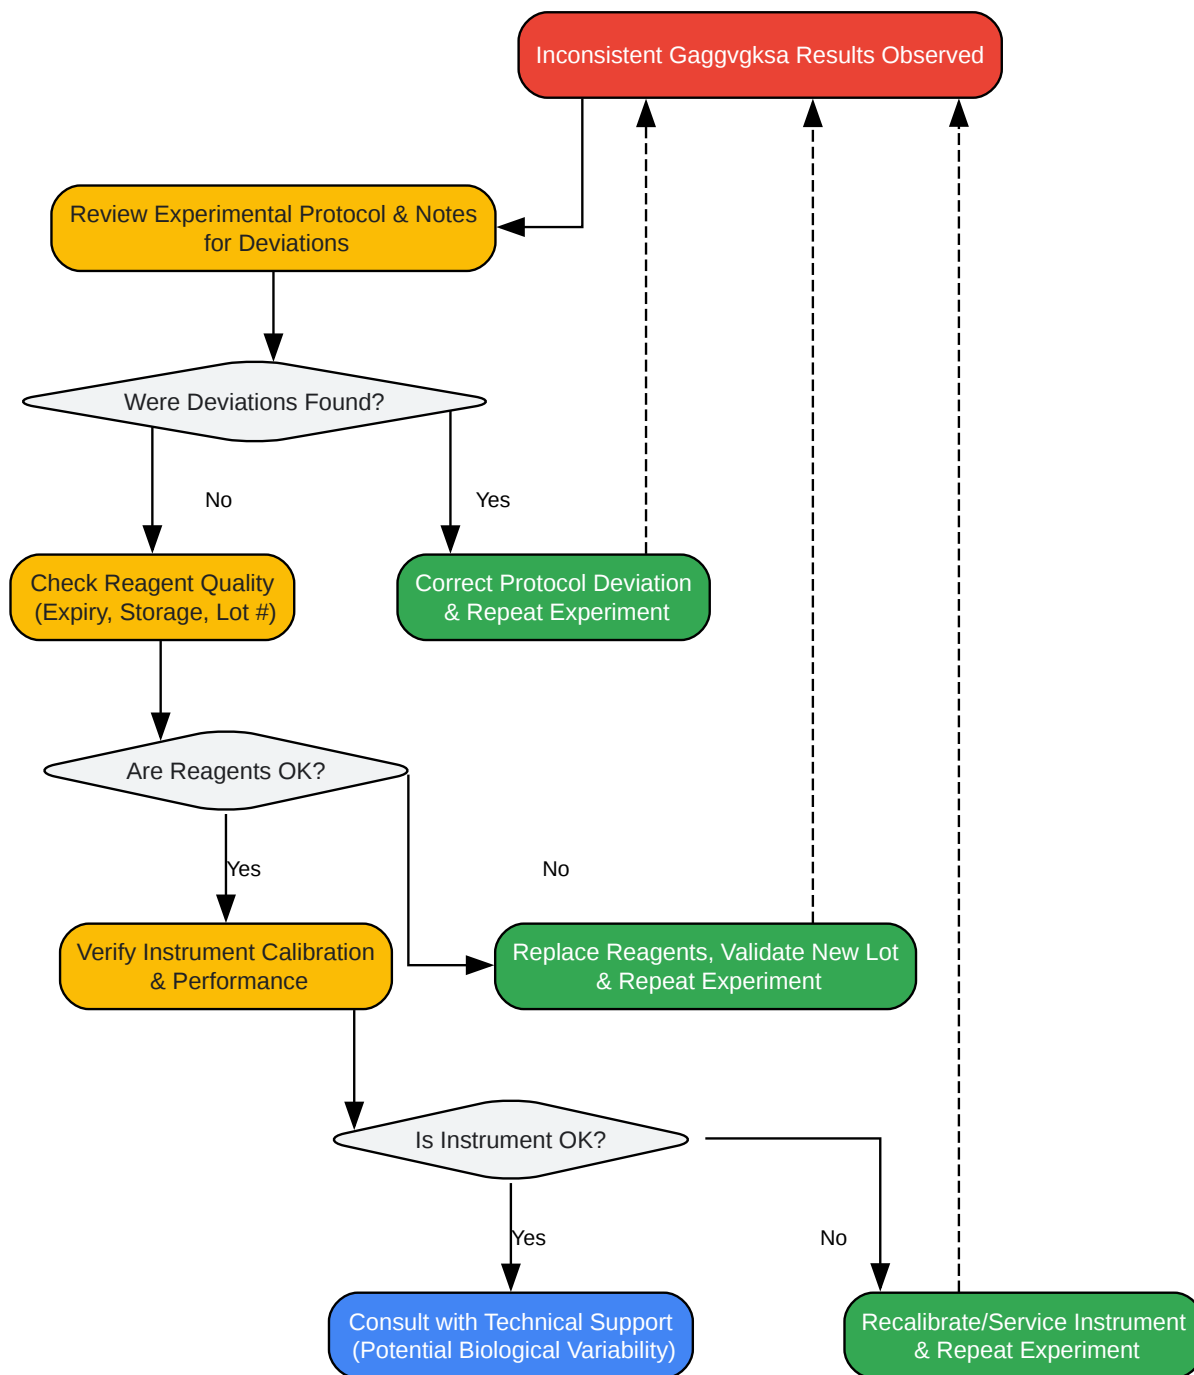 Inconsistent Gaggvgksa Results Observed
Review Experimental Protocol & Notes
for Deviations
Were Deviations Found?
No
Yes
Check Reagent Quality
(Expiry, Storage, Lot #)
Correct Protocol Deviation
& Repeat Experiment
Are Reagents OK?
Yes
No
Verify Instrument Calibration
& Performance
Replace Reagents, Validate New Lot
& Repeat Experiment
Is Instrument OK?
Yes
No
Consult with Technical Support
(Potential Biological Variability)
Recalibrate/Service Instrument
& Repeat Experiment